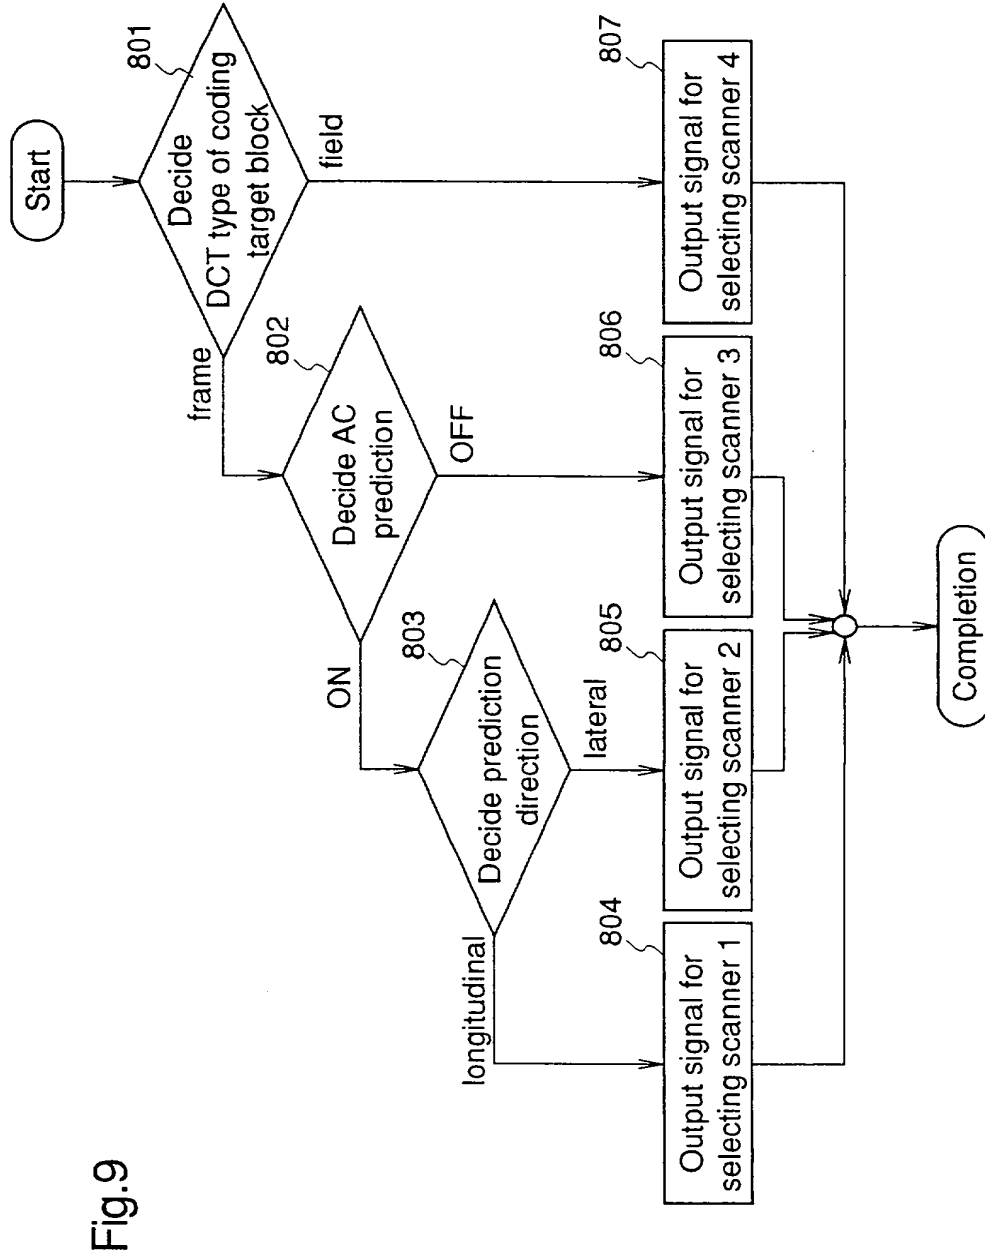 Fig.9
Start
801
Decide
DCT type of coding
target block
frame
field
802
Decide AC
prediction
ON
OFF
803
Decide prediction
direction
longitudinal
lateral
804
Output signal for
selecting scanner 1
805
Output signal for
selecting scanner 2
806
Output signal for
selecting scanner 3
807
Output signal for
selecting scanner 4
Completion